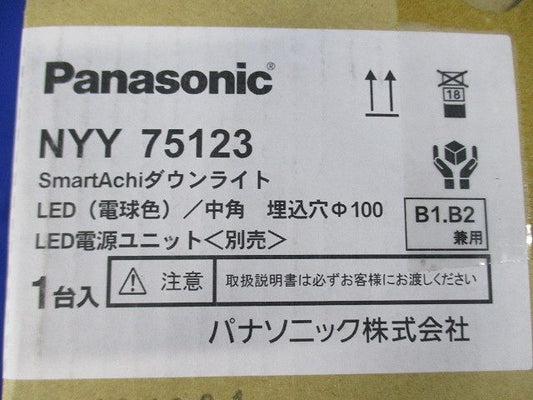 Panasonic®
18
NYY 75123
SmartAchiダウンライト
LED（電球色）／中角 埋込穴Φ100
B1.B2
兼用
LED電源ユニット＜別売＞
1台入
注意
取扱説明書は必ずお客様にお渡しください
パナソニック株式会社